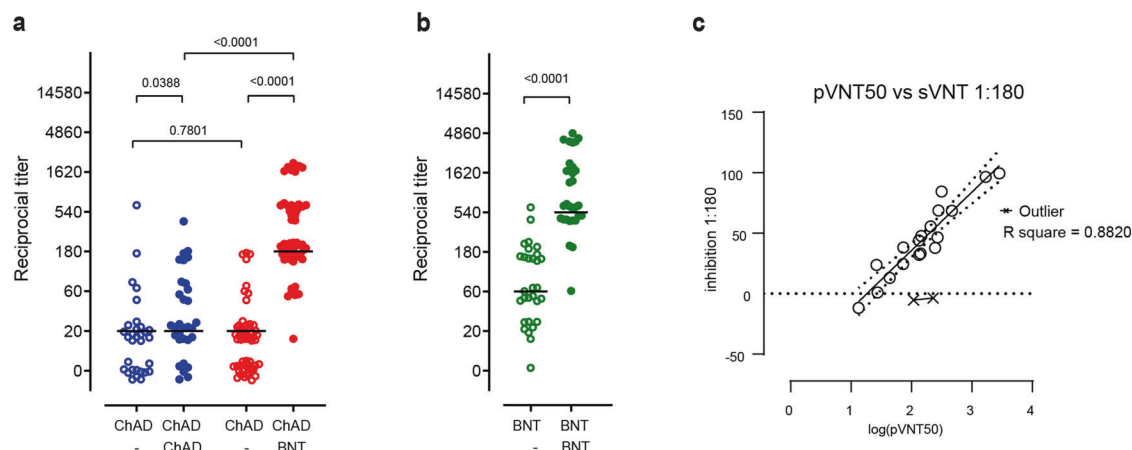 a
<0.0001
0.0388
<0.0001
0.7801
Reciprocial titer
14580
4860
1620
540
180
60
20
0
ChAD ChAD ChAD ChAD
- ChAD - BNT
b
<0.0001
Reciprocial titer
14580
4860
1620
540
180
60
20
0
BNT BNT
- BNT
c
pVNT50 vs sVNT 1:180
inhibition 1:180
150
100
50
0
-50
Outlier
R square = 0.8820
0 1 2 3 4
log(pVNT50)